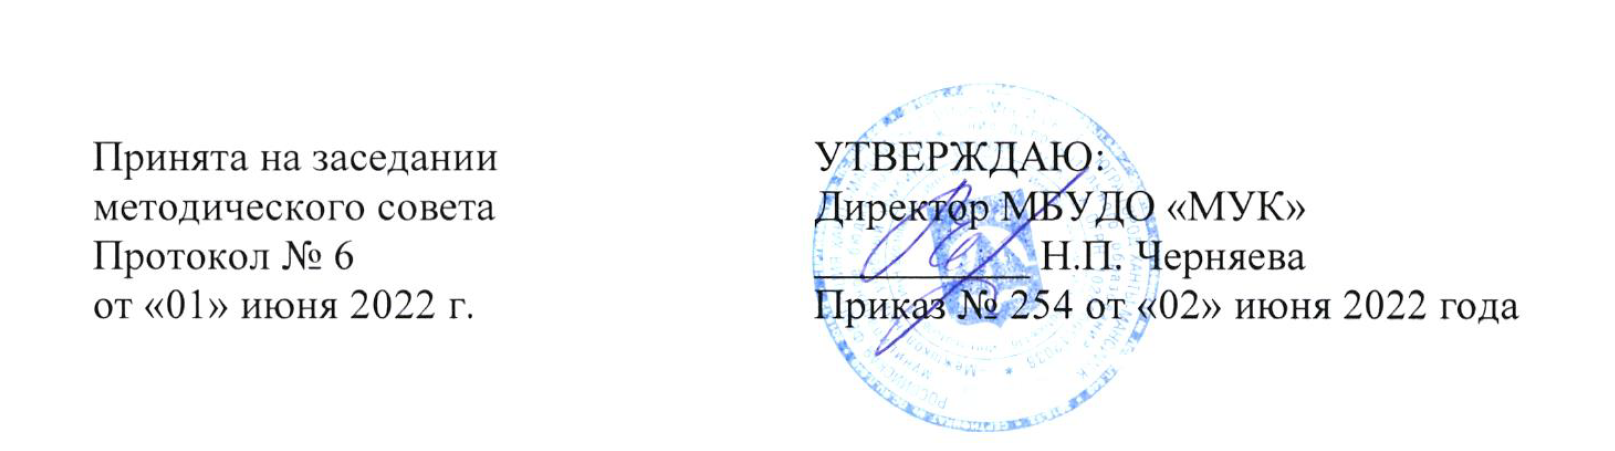 Принята на заседании
методического совета
Протокол № 6
от «01» июня 2022 г.
УТВЕРЖДАЮ:
Директор МБУДО «МУК»
__________ Н.П. Черняева
Приказ № 254 от «02» июня 2022 года